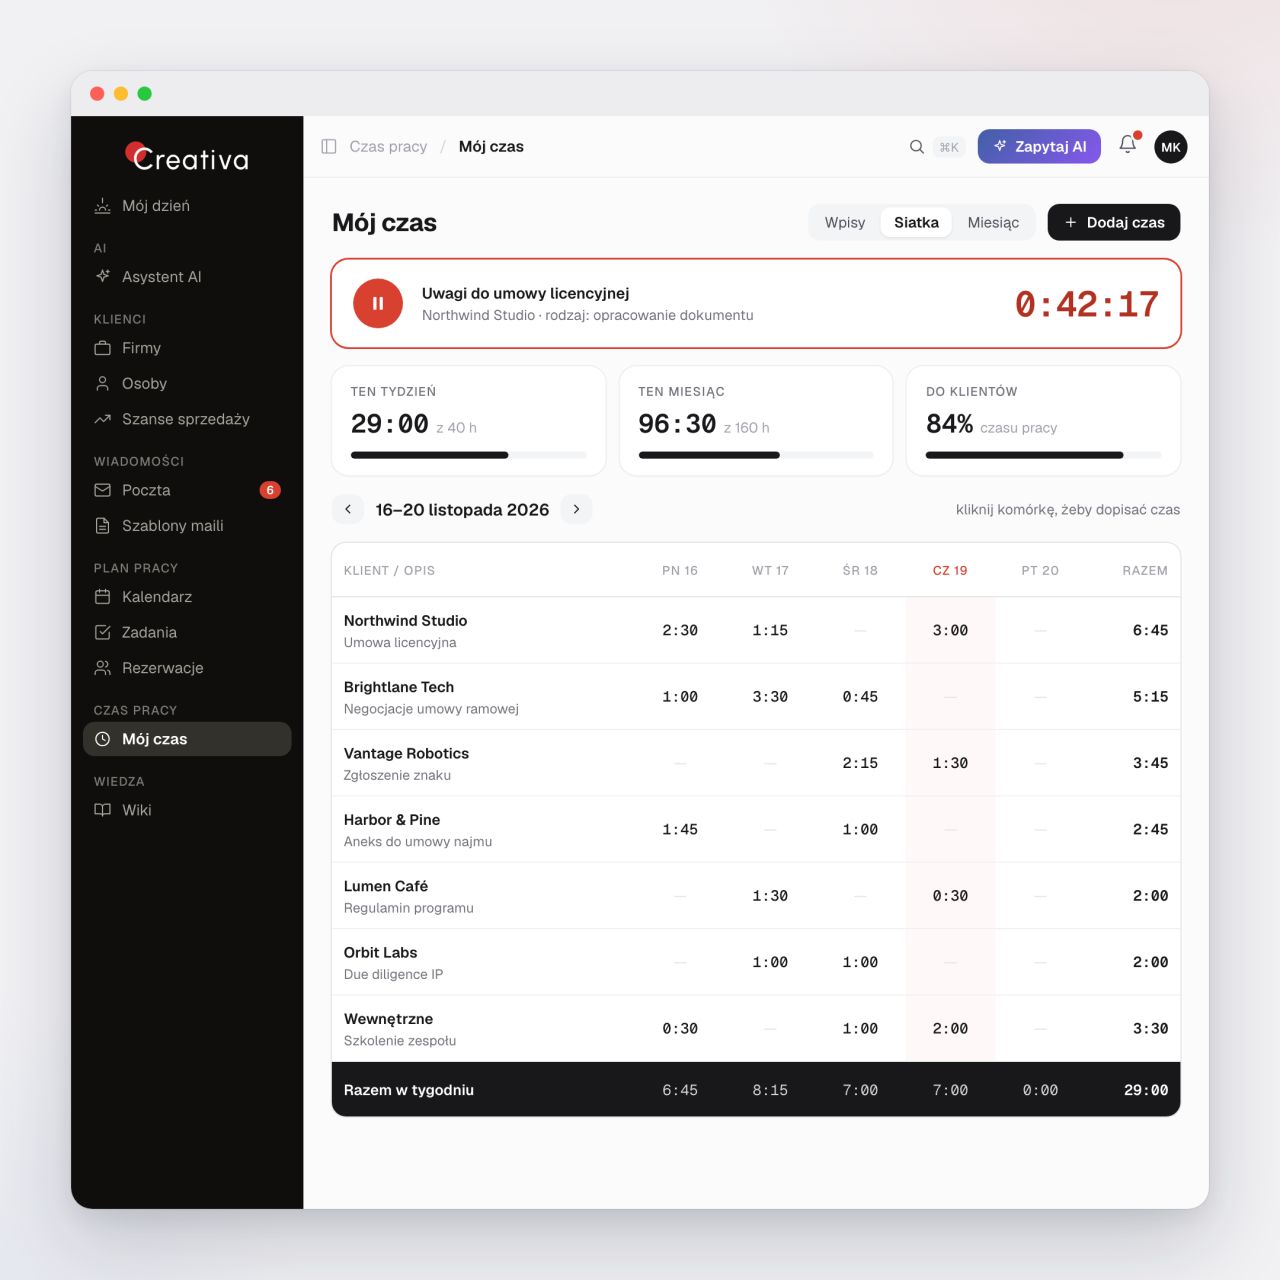 Creativa
Mój dzień
AI
Asystent AI
KLIENCI
Firmy
Osoby
Szanse sprzedaży
WIADOMOŚCI
Poczta 6
Szablony maili
PLAN PRACY
Kalendarz
Zadania
Rezerwacje
CZAS PRACY
Mój czas
WIEDZA
Wiki
Czas pracy / Mój czas ⌘K Zapytaj AI MK
Mój czas Wpisy Siatka Miesiąc + Dodaj czas
Uwagi do umowy licencyjnej
Northwind Studio · rodzaj: opracowanie dokumentu
0:42:17
TEN TYDZIEŃ
29:00 z 40 h
TEN MIESIĄC
96:30 z 160 h
DO KLIENTÓW
84% czasu pracy
16–20 listopada 2026 kliknij komórkę, żeby dopisać czas
KLIENT / OPIS PN 16 WT 17 ŚR 18 CZ 19 PT 20 RAZEM
Northwind Studio
Umowa licencyjna
2:30 1:15 — 3:00 — 6:45
Brightlane Tech
Negocjacje umowy ramowej
1:00 3:30 0:45 — — 5:15
Vantage Robotics
Zgłoszenie znaku
— — 2:15 1:30 — 3:45
Harbor & Pine
Aneks do umowy najmu
1:45 — 1:00 — — 2:45
Lumen Café
Regulamin programu
— 1:30 — 0:30 — 2:00
Orbit Labs
Due diligence IP
— 1:00 1:00 — — 2:00
Wewnętrzne
Szkolenie zespołu
0:30 — 1:00 2:00 — 3:30
Razem w tygodniu 6:45 8:15 7:00 7:00 0:00 29:00